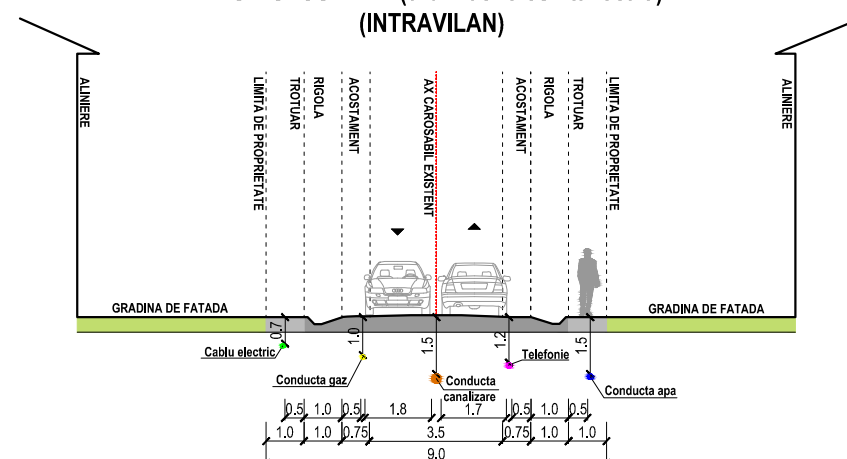 (INTRAVILAN)
ALINIERE
LIMITA DE PROPRIETATE
TROTUAR
RIGOLA
ACOSTAMENT
AX CAROSABIL EXISTENT
ACOSTAMENT
RIGOLA
TROTUAR
LIMITA DE PROPRIETATE
ALINIERE
GRADINA DE FATADA
GRADINA DE FATADA
0.7
1.0
1.5
1.2
1.5
Cablu electric
Telefonie
Conducta gaz
Conducta
canalizare
Conducta apa
0.5 1.0 0.5 1.8 1.7 0.5 1.0 0.5
1.0 1.0 0.75 3.5 0.75 1.0 1.0
9.0